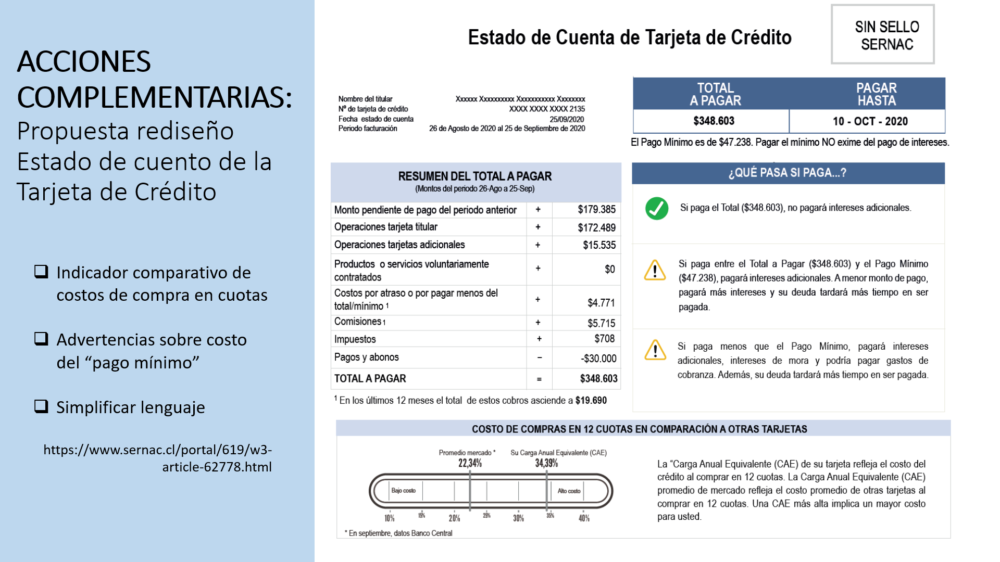 ACCIONES
COMPLEMENTARIAS:
Propuesta rediseño
Estado de cuento de la
Tarjeta de Crédito
❑ Indicador comparativo de
costos de compra en cuotas
❑ Advertencias sobre costo
del “pago mínimo”
❑ Simplificar lenguaje
https://www.sernac.cl/portal/619/w3-
article-62778.html
Estado de Cuenta de Tarjeta de Crédito
SIN SELLO
SERNAC
Nombre del titular Xxxxxx Xxxxxxxxxx Xxxxxxxxxxx Xxxxxxxx
Nº de tarjeta de crédito XXXX XXXX XXXX 2135
Fecha estado de cuenta 25/09/2020
Periodo facturación 26 de Agosto de 2020 al 25 de Septiembre de 2020
TOTAL
A PAGAR
PAGAR
HASTA
$348.603 10 - OCT - 2020
El Pago Mínimo es de $47.238. Pagar el mínimo NO exime del pago de intereses.
RESUMEN DEL TOTAL A PAGAR
(Montos del periodo 26-Ago a 25-Sep)
Monto pendiente de pago del periodo anterior + $179.385
Operaciones tarjeta titular + $172.489
Operaciones tarjetas adicionales + $15.535
Productos o servicios voluntariamente
contratados + $0
Costos por atraso o por pagar menos del
total/mínimo 1 + $4.771
Comisiones 1 + $5.715
Impuestos + $708
Pagos y abonos – -$30.000
TOTAL A PAGAR = $348.603
1 En los últimos 12 meses el total de estos cobros asciende a $19.690
¿QUÉ PASA SI PAGA...?
Si paga el Total ($348.603), no pagará intereses adicionales.
Si paga entre el Total a Pagar ($348.603) y el Pago Mínimo
($47.238), pagará intereses adicionales. A menor monto de pago,
pagará más intereses y su deuda tardará más tiempo en ser
pagada.
Si paga menos que el Pago Mínimo, pagará intereses
adicionales, intereses de mora y podría pagar gastos de
cobranza. Además, su deuda tardará más tiempo en ser pagada.
COSTO DE COMPRAS EN 12 CUOTAS EN COMPARACIÓN A OTRAS TARJETAS
Promedio mercado * Su Carga Anual Equivalente (CAE)
22,34% 34,39%
Bajo costo Alto costo
10% 15% 20% 25% 30% 35% 40%
* En septiembre, datos Banco Central
La “Carga Anual Equivalente (CAE) de su tarjeta refleja el costo del
crédito al comprar en 12 cuotas. La Carga Anual Equivalente (CAE)
promedio de mercado refleja el costo promedio de otras tarjetas al
comprar en 12 cuotas. Una CAE más alta implica un mayor costo
para usted.